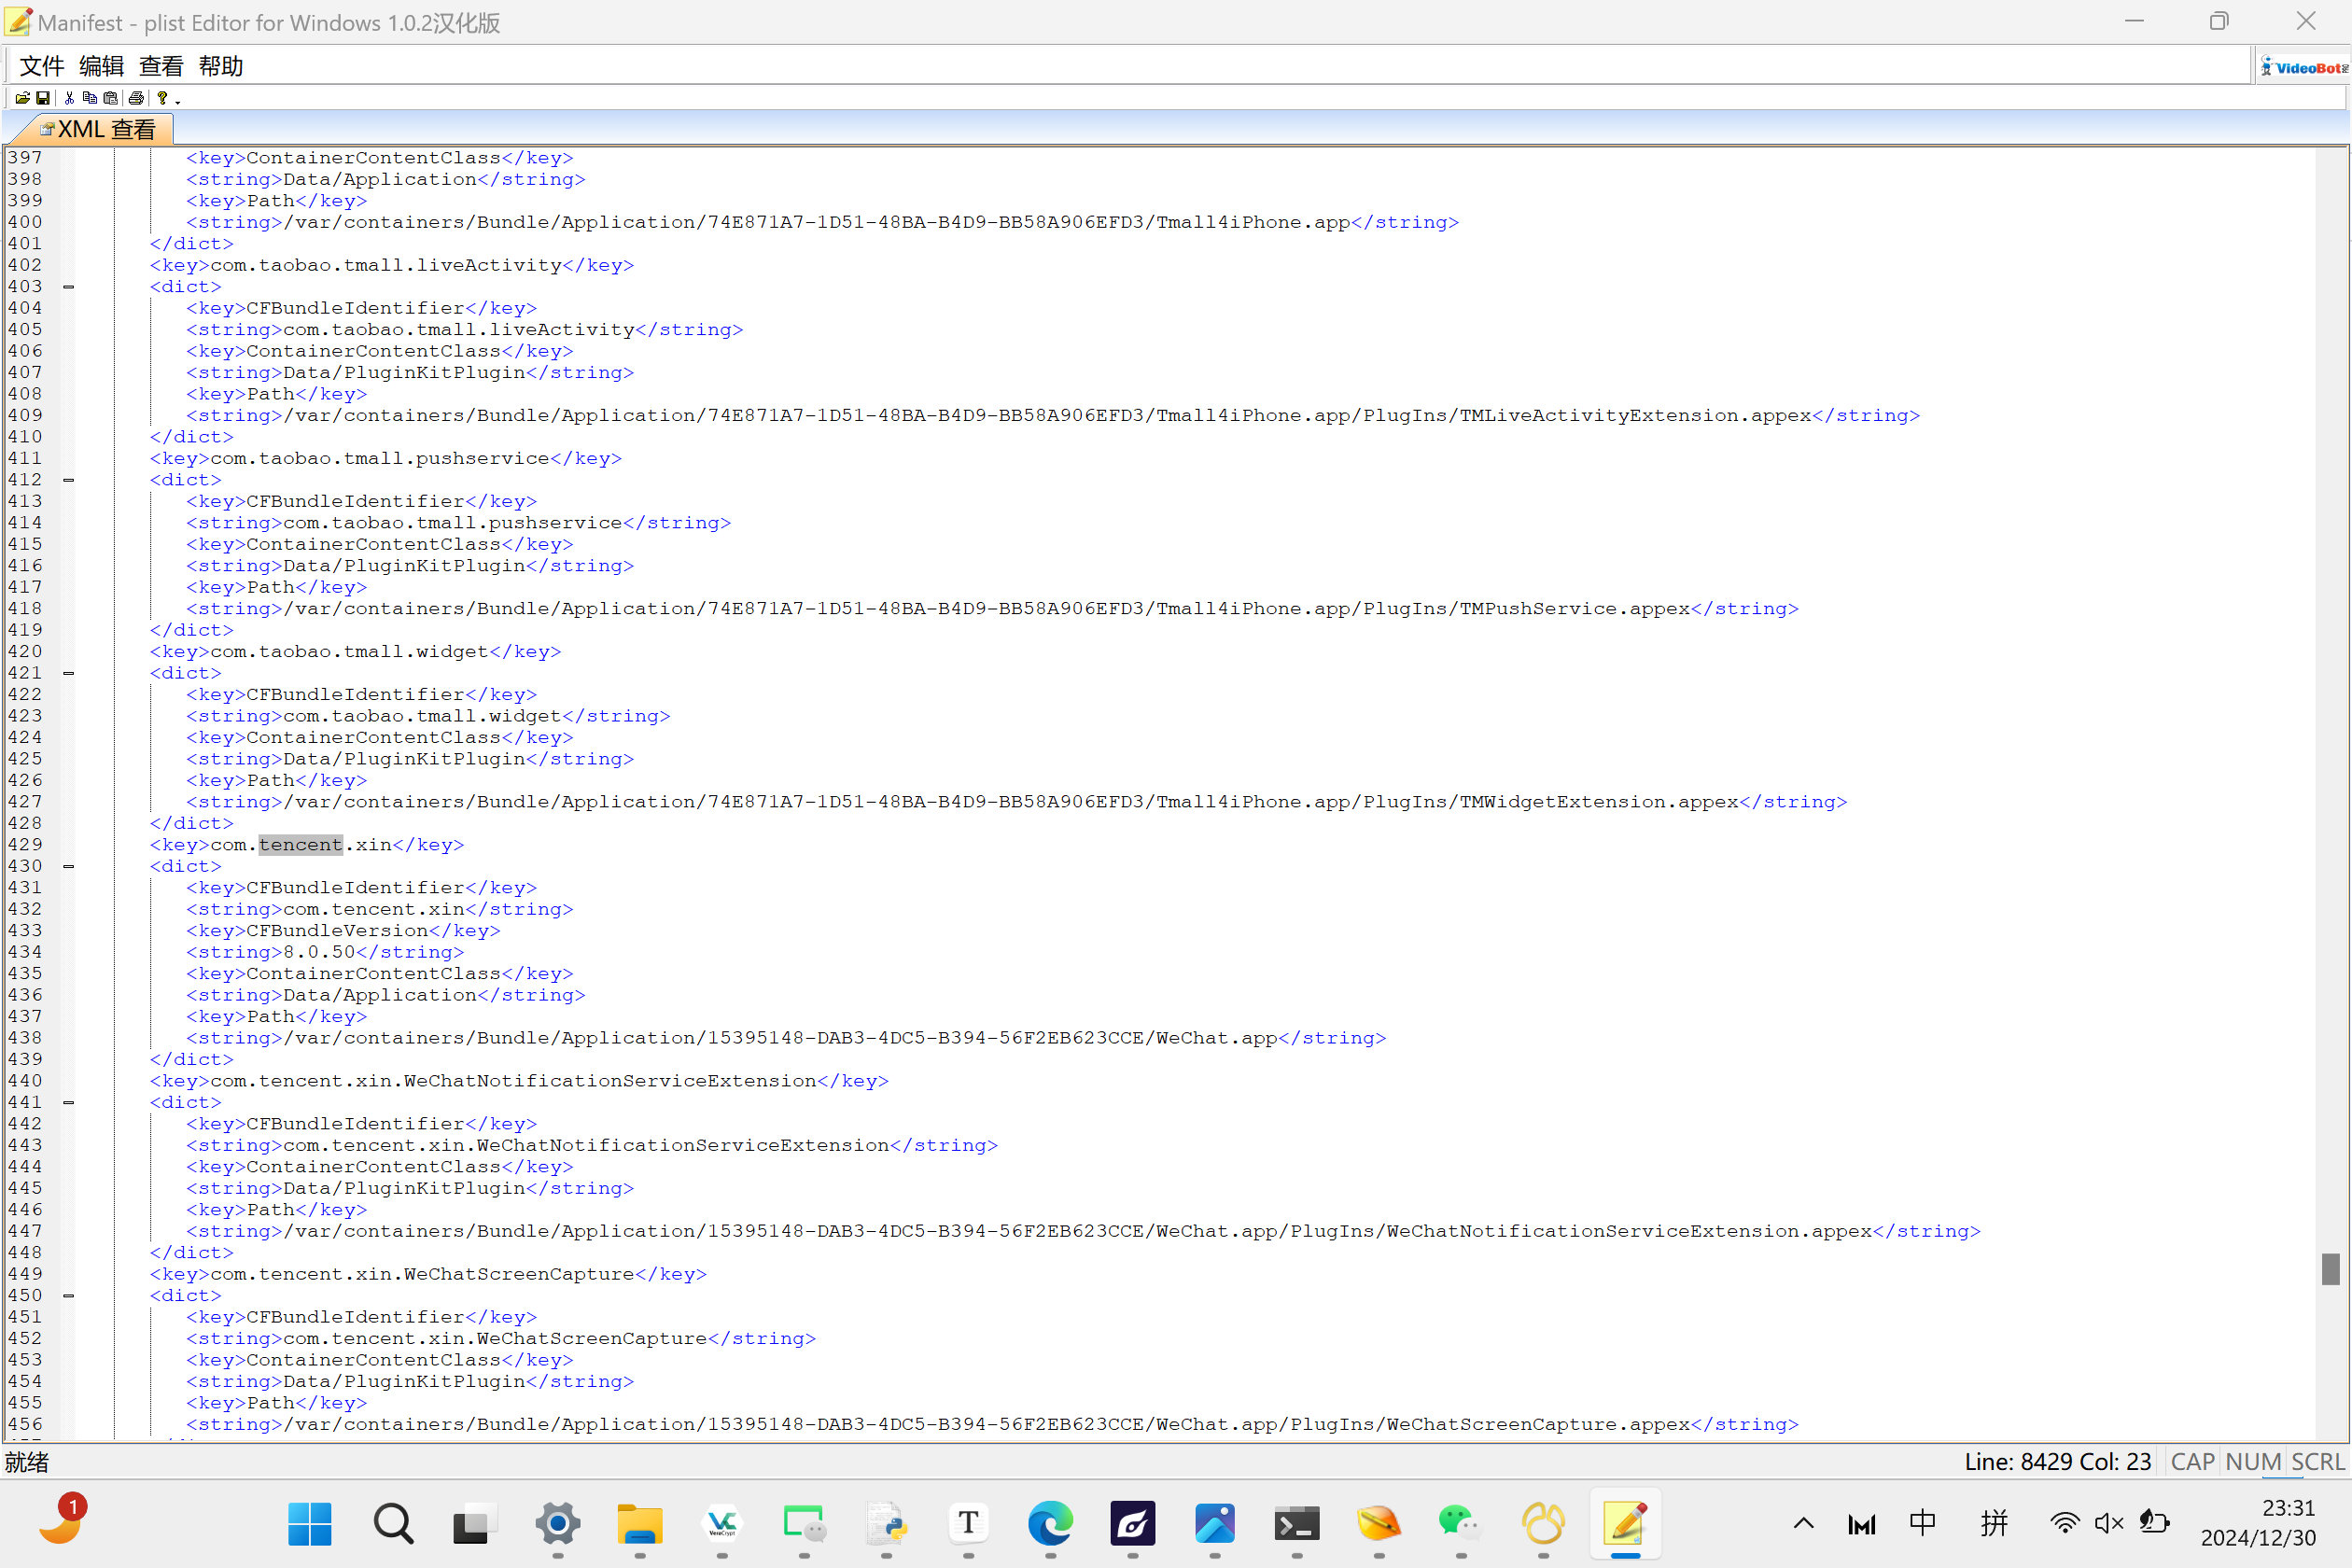 Manifest - plist Editor for Windows 1.0.2汉化版
文件 编辑 查看 帮助
VideoBot
XML 查看
397 <key>ContainerContentClass</key>
398 <string>Data/Application</string>
399 <key>Path</key>
400 <string>/var/containers/Bundle/Application/74E871A7-1D51-48BA-B4D9-BB58A906EFD3/Tmall4iPhone.app</string>
401 </dict>
402 <key>com.taobao.tmall.liveActivity</key>
403 <dict>
404 <key>CFBundleIdentifier</key>
405 <string>com.taobao.tmall.liveActivity</string>
406 <key>ContainerContentClass</key>
407 <string>Data/PluginKitPlugin</string>
408 <key>Path</key>
409 <string>/var/containers/Bundle/Application/74E871A7-1D51-48BA-B4D9-BB58A906EFD3/Tmall4iPhone.app/PlugIns/TMLiveActivityExtension.appex</string>
410 </dict>
411 <key>com.taobao.tmall.pushservice</key>
412 <dict>
413 <key>CFBundleIdentifier</key>
414 <string>com.taobao.tmall.pushservice</string>
415 <key>ContainerContentClass</key>
416 <string>Data/PluginKitPlugin</string>
417 <key>Path</key>
418 <string>/var/containers/Bundle/Application/74E871A7-1D51-48BA-B4D9-BB58A906EFD3/Tmall4iPhone.app/PlugIns/TMPushService.appex</string>
419 </dict>
420 <key>com.taobao.tmall.widget</key>
421 <dict>
422 <key>CFBundleIdentifier</key>
423 <string>com.taobao.tmall.widget</string>
424 <key>ContainerContentClass</key>
425 <string>Data/PluginKitPlugin</string>
426 <key>Path</key>
427 <string>/var/containers/Bundle/Application/74E871A7-1D51-48BA-B4D9-BB58A906EFD3/Tmall4iPhone.app/PlugIns/TMWidgetExtension.appex</string>
428 </dict>
429 <key>com.tencent.xin</key>
430 <dict>
431 <key>CFBundleIdentifier</key>
432 <string>com.tencent.xin</string>
433 <key>CFBundleVersion</key>
434 <string>8.0.50</string>
435 <key>ContainerContentClass</key>
436 <string>Data/Application</string>
437 <key>Path</key>
438 <string>/var/containers/Bundle/Application/15395148-DAB3-4DC5-B394-56F2EB623CCE/WeChat.app</string>
439 </dict>
440 <key>com.tencent.xin.WeChatNotificationServiceExtension</key>
441 <dict>
442 <key>CFBundleIdentifier</key>
443 <string>com.tencent.xin.WeChatNotificationServiceExtension</string>
444 <key>ContainerContentClass</key>
445 <string>Data/PluginKitPlugin</string>
446 <key>Path</key>
447 <string>/var/containers/Bundle/Application/15395148-DAB3-4DC5-B394-56F2EB623CCE/WeChat.app/PlugIns/WeChatNotificationServiceExtension.appex</string>
448 </dict>
449 <key>com.tencent.xin.WeChatScreenCapture</key>
450 <dict>
451 <key>CFBundleIdentifier</key>
452 <string>com.tencent.xin.WeChatScreenCapture</string>
453 <key>ContainerContentClass</key>
454 <string>Data/PluginKitPlugin</string>
455 <key>Path</key>
456 <string>/var/containers/Bundle/Application/15395148-DAB3-4DC5-B394-56F2EB623CCE/WeChat.app/PlugIns/WeChatScreenCapture.appex</string>
就绪
Line: 8429 Col: 23 CAP NUM SCRL
1
VC
VeraCrypt
T
中 拼
23:31
2024/12/30